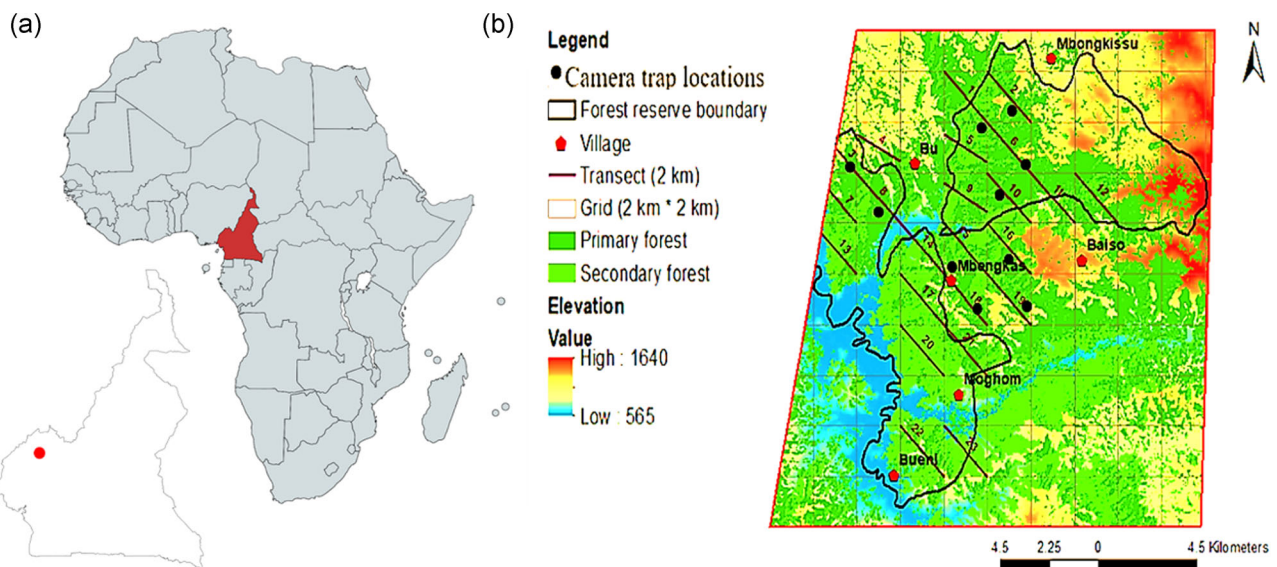 (a)
(b)
Legend
Camera trap locations
Forest reserve boundary
Village
Transect (2 km)
Grid (2 km * 2 km)
Primary forest
Secondary forest
Elevation
Value
High : 1640
Low : 565
N
Mbongkissu
1
2
Bu
4
5
6
3
8
9
10
11
12
7
13
14
15
16
Baiso
Mbengkas
17
18
19
20
Moghom
22
23
Bueni
4.5 2.25 0 4.5 Kilometers